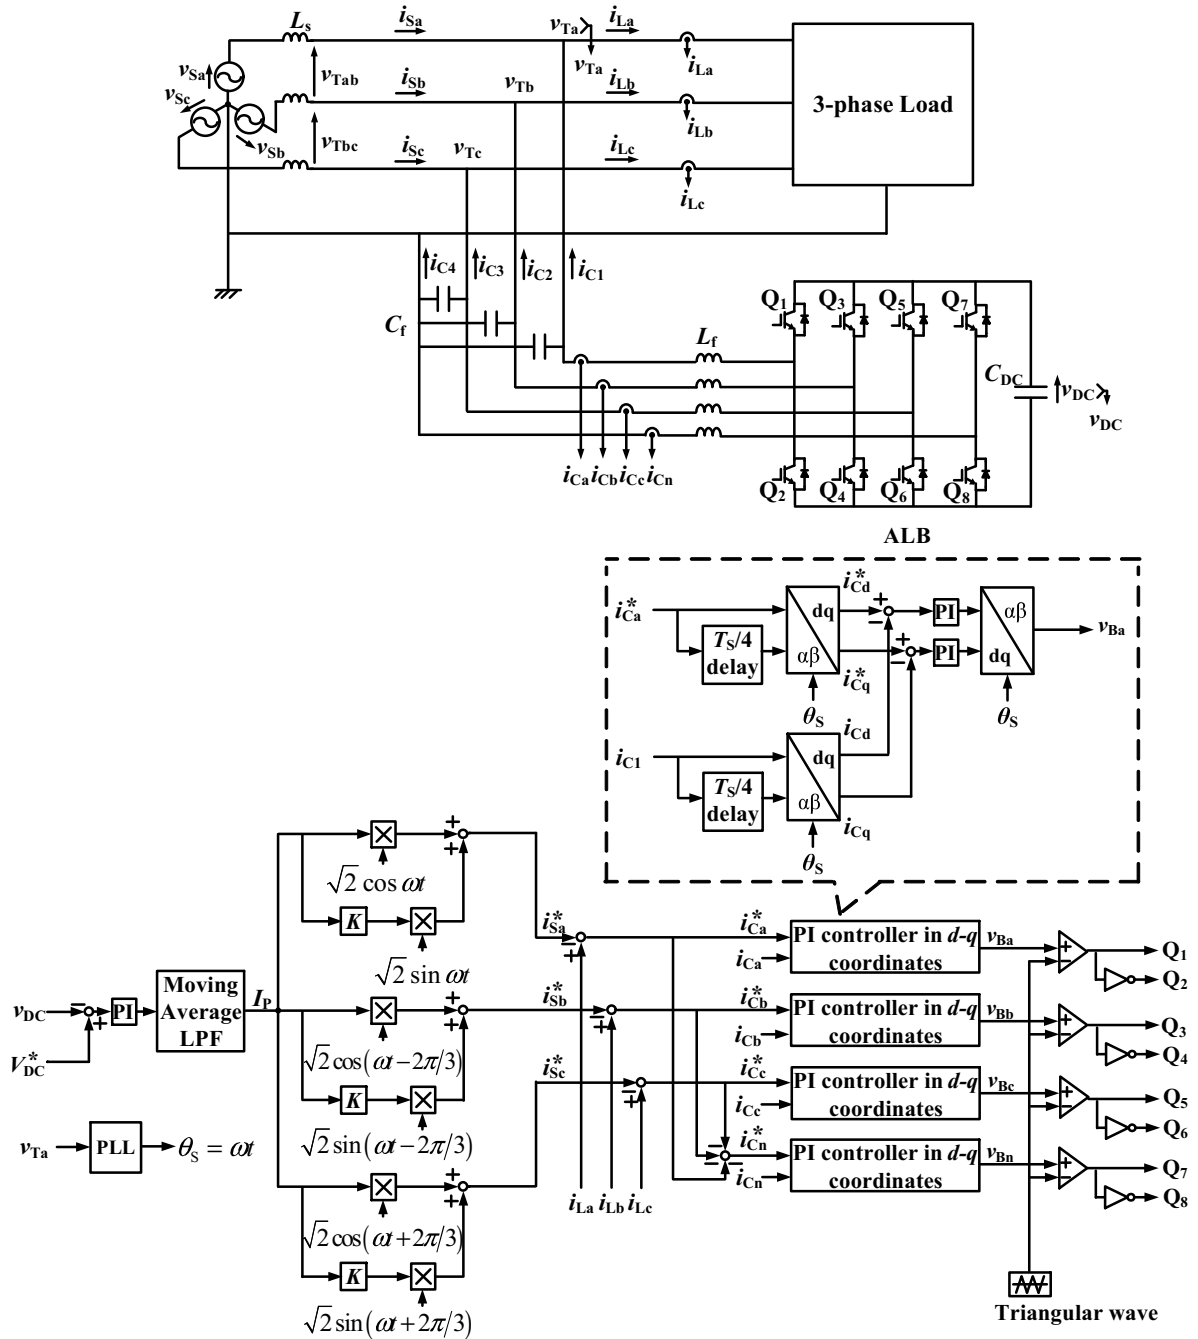 L_s
i_Sa
v_Ta
i_La
v_Ta
i_La
v_Sa
v_Tab
v_Sc
v_Sb
i_Sb
v_Tb
i_Lb
i_Lb
3-phase Load
v_Tbc
i_Sc
v_Tc
i_Lc
i_Lc
i_C4
i_C3
i_C2
i_C1
C_f
L_f
Q_1
Q_3
Q_5
Q_7
C_DC
v_DC
v_DC
i_Ca
i_Cb
i_Cc
i_Cn
Q_2
Q_4
Q_6
Q_8
ALB
i*_Ca
T_S/4
delay
dq
αβ
θ_S
i*_Cd
i*_Cq
+
−
+
−
PI
PI
αβ
dq
θ_S
v_Ba
i_C1
T_S/4
delay
dq
αβ
θ_S
i_Cd
i_Cq
+
+
√2 cos ωt
K
√2 sin ωt
i*_Sa
−
+
i*_Ca
i_Ca
PI controller in d-q
coordinates
v_Ba
+
−
Q_1
Q_2
v_DC
−
+
V*_DC
PI
Moving
Average
LPF
I_P
+
+
√2 cos(ωt−2π/3)
K
√2 sin(ωt−2π/3)
i*_Sb
−
+
i*_Cb
i_Cb
PI controller in d-q
coordinates
v_Bb
+
−
Q_3
Q_4
i*_Sc
−
+
i*_Cc
i_Cc
PI controller in d-q
coordinates
v_Bc
+
−
Q_5
Q_6
v_Ta
PLL
θ_S = ωt
−
−
−
i*_Cn
i_Cn
PI controller in d-q
coordinates
v_Bn
+
−
Q_7
Q_8
+
+
√2 cos(ωt+2π/3)
K
√2 sin(ωt+2π/3)
i_La
i_Lb
i_Lc
Triangular wave